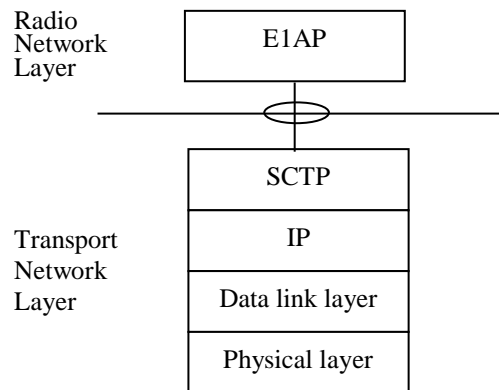 Radio
Network
Layer
E1AP
SCTP
Transport
Network
Layer
IP
Data link layer
Physical layer